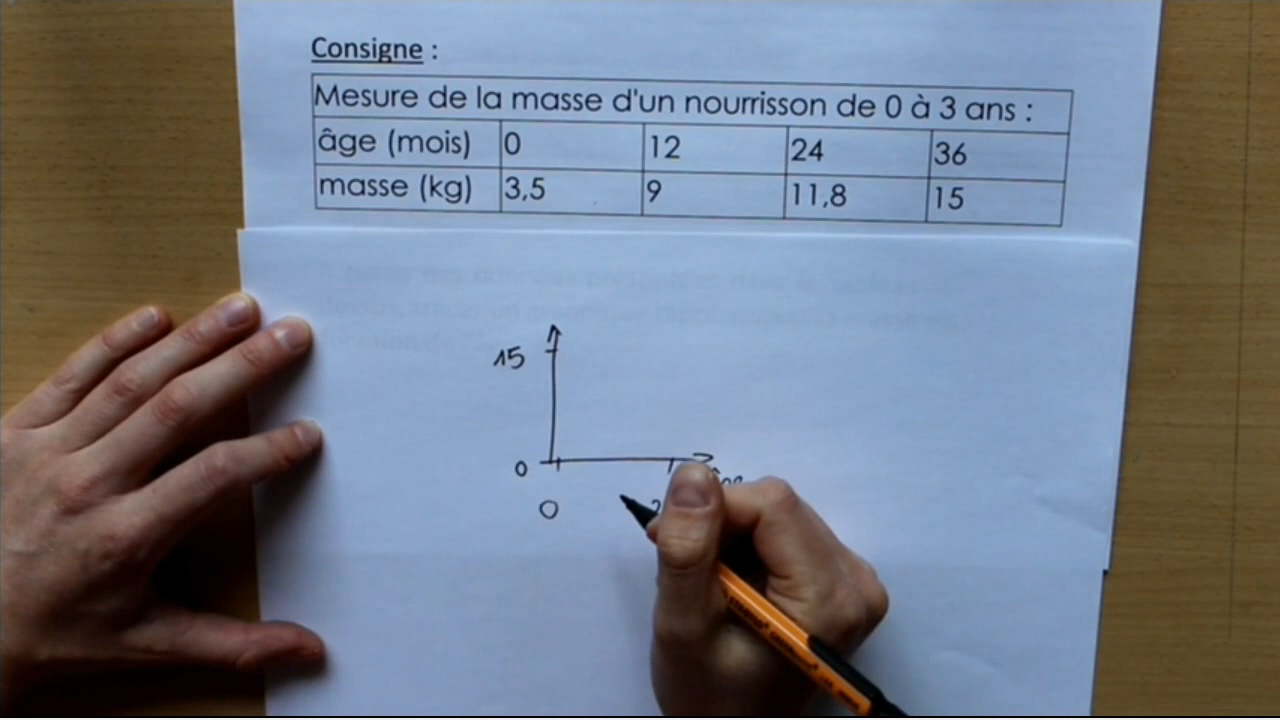 Consigne :
Mesure de la masse d'un nourrisson de 0 à 3 ans :
âge (mois) 0 12 24 36
masse (kg) 3,5 9 11,8 15
15
0
0